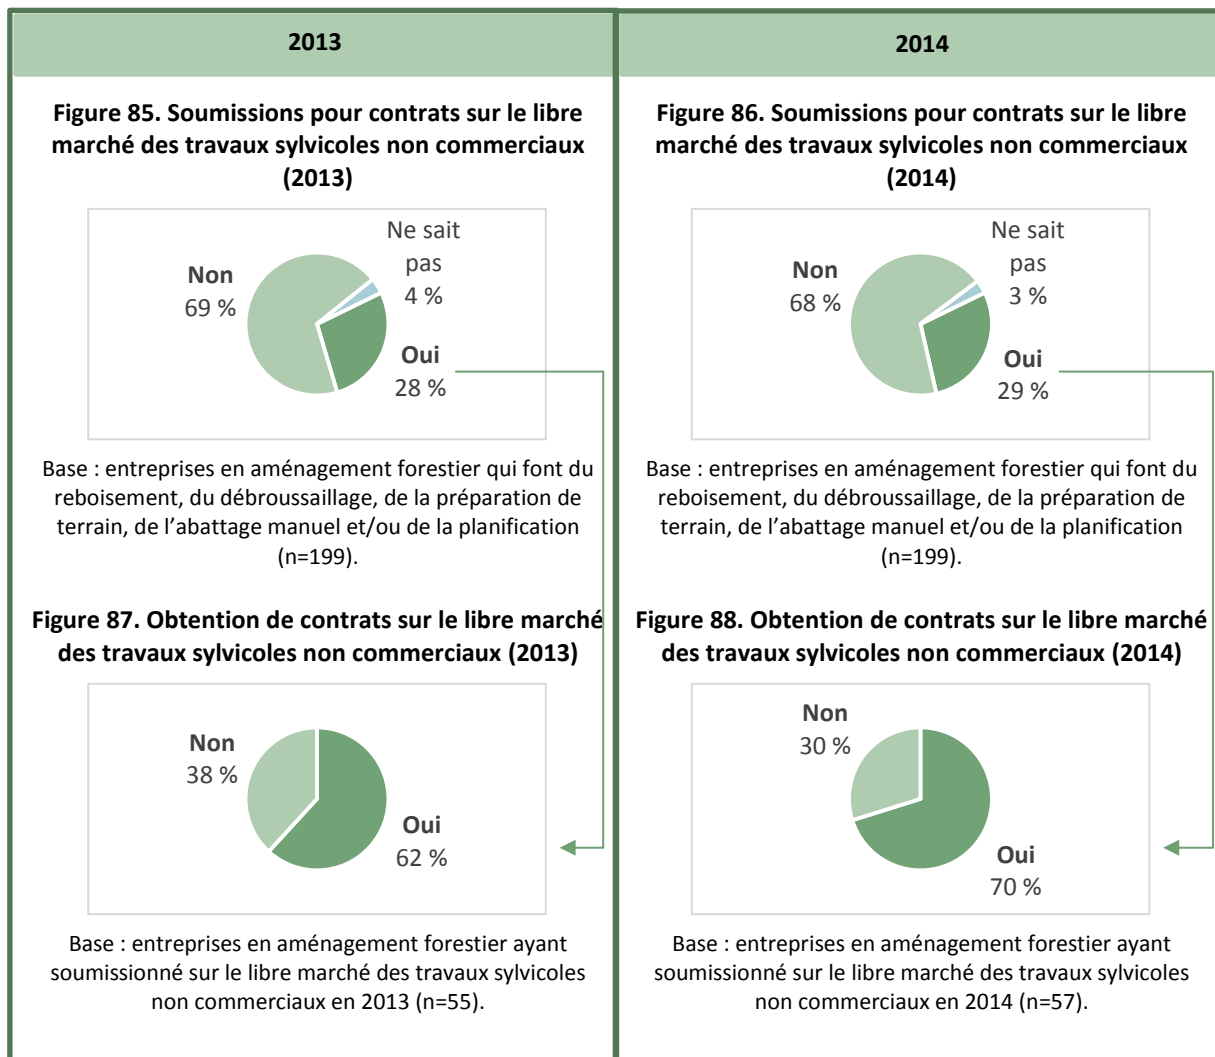 2013
Figure 85. Soumissions pour contrats sur le libre
marché des travaux sylvicoles non commerciaux
(2013)
Ne sait
pas
4 %
Non
69 %
Oui
28 %
Base : entreprises en aménagement forestier qui font du
reboisement, du débroussaillage, de la préparation de
terrain, de l’abattage manuel et/ou de la planification
(n=199).
Figure 87. Obtention de contrats sur le libre marché
des travaux sylvicoles non commerciaux (2013)
Non
38 %
Oui
62 %
Base : entreprises en aménagement forestier ayant
soumissionné sur le libre marché des travaux sylvicoles
non commerciaux en 2013 (n=55).
2014
Figure 86. Soumissions pour contrats sur le libre
marché des travaux sylvicoles non commerciaux
(2014)
Ne sait
pas
3 %
Non
68 %
Oui
29 %
Base : entreprises en aménagement forestier qui font du
reboisement, du débroussaillage, de la préparation de
terrain, de l’abattage manuel et/ou de la planification
(n=199).
Figure 88. Obtention de contrats sur le libre marché
des travaux sylvicoles non commerciaux (2014)
Non
30 %
Oui
70 %
Base : entreprises en aménagement forestier ayant
soumissionné sur le libre marché des travaux sylvicoles
non commerciaux en 2014 (n=57).